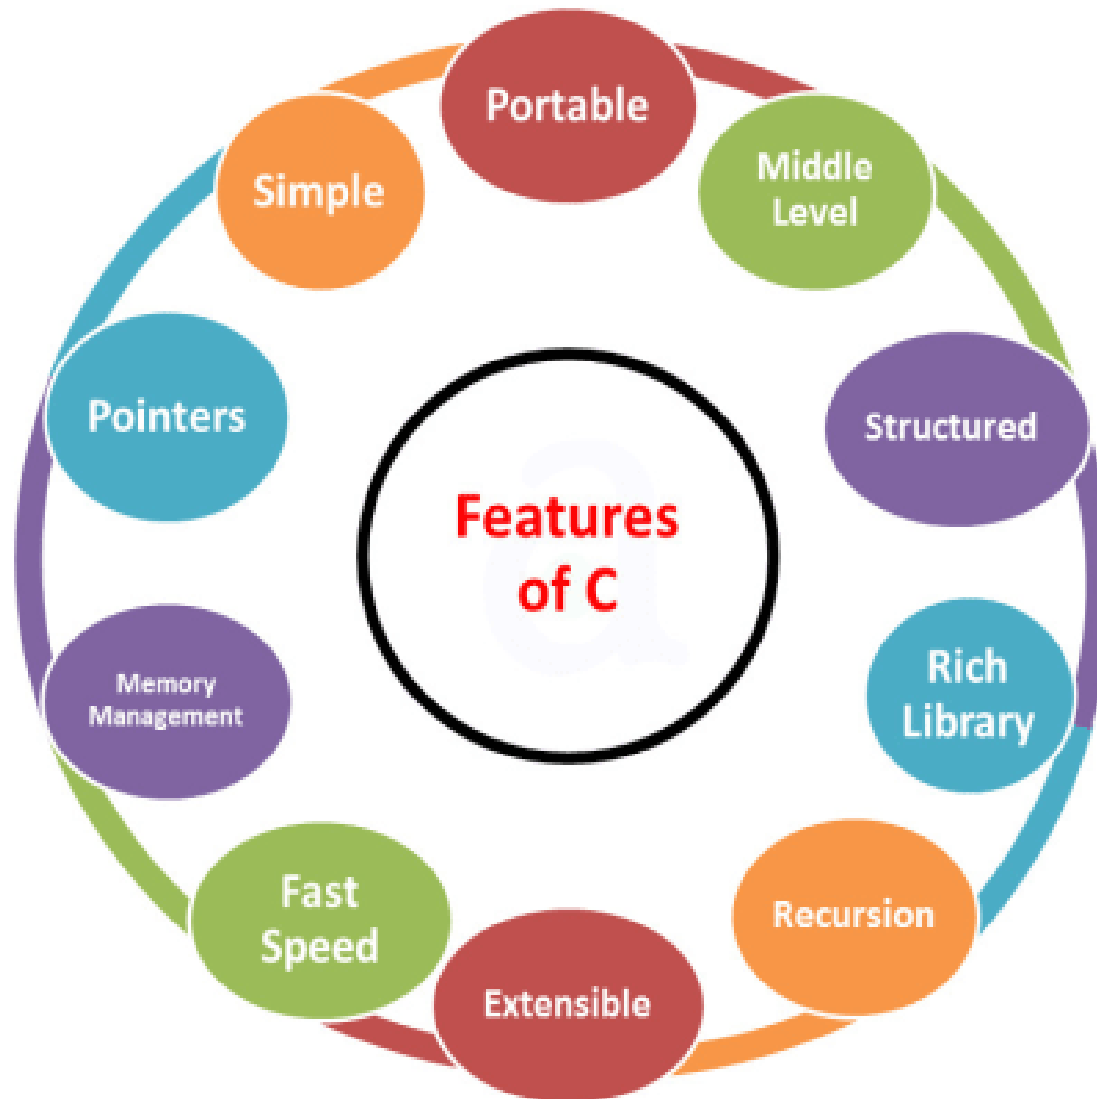 Portable
Middle
Level
Structured
Rich
Library
Recursion
Extensible
Fast
Speed
Memory
Management
Pointers
Simple
Features
of C